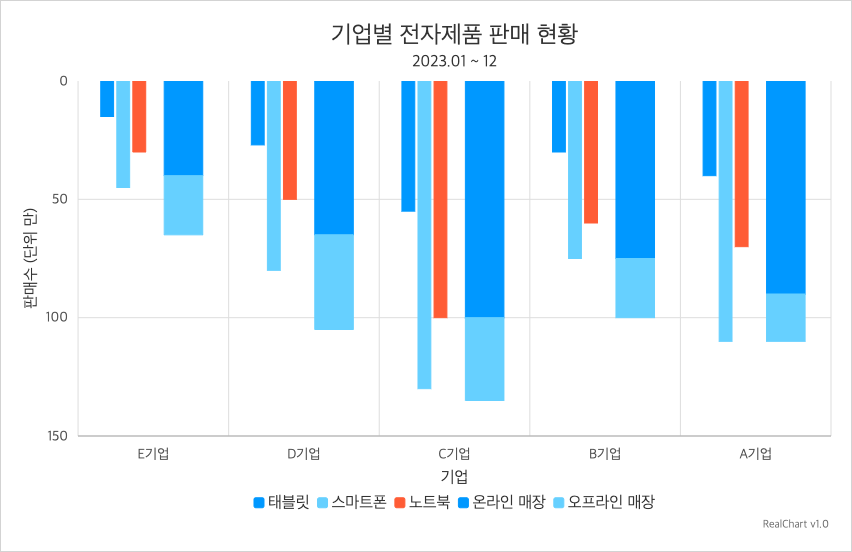 기업별 전자제품 판매 현황
2023.01 ~ 12
판매수 (단위 만)
0
50
100
150
E기업 D기업 C기업 B기업 A기업
기업
태블릿 스마트폰 노트북 온라인 매장 오프라인 매장
RealChart v1.0